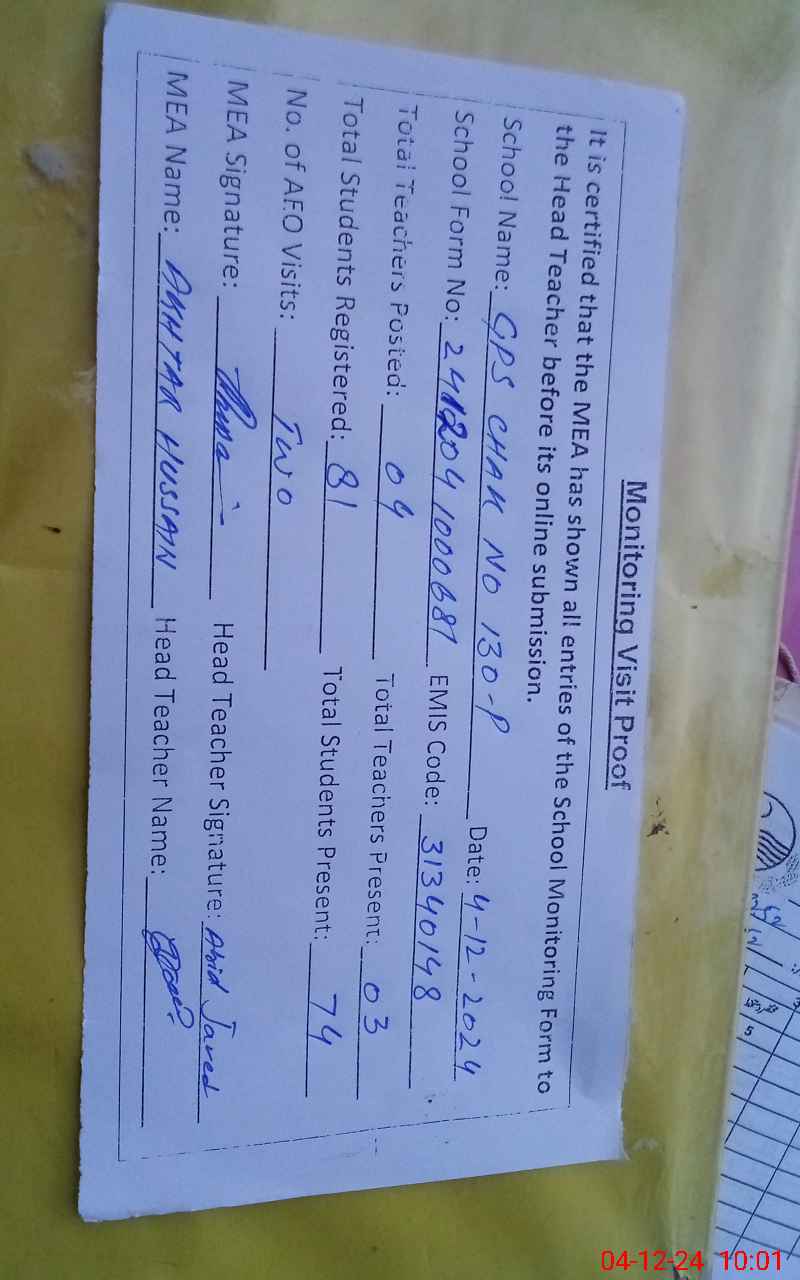 Monitoring Visit Proof
It is certified that the MEA has shown all entries of the School Monitoring Form to
the Head Teacher before its online submission.
School Name: GPS CHAK NO 130-P Date: 4-12-2024
School Form No: 2412041000681 EMIS Code: 31340148
Total Teachers Posted: 04 Total Teachers Present: 03
Total Students Registered: 81 Total Students Present: 74
No. of AEO Visits: Two
MEA Signature: Head Teacher Signature: Abid Javed
MEA Name: AKHTAR HUSSAIN Head Teacher Name:
5
04-12-24 10:01